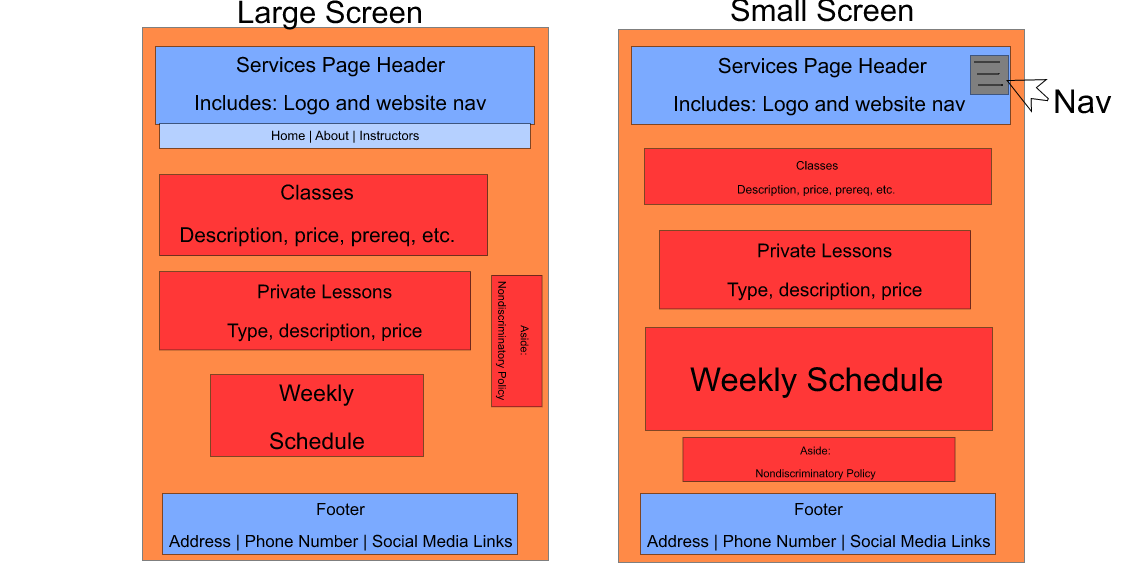 Large Screen
Services Page Header
Includes: Logo and website nav
Home | About | Instructors
Classes
Description, price, prereq, etc.
Private Lessons
Type, description, price
Aside:
Nondiscriminatory Policy
Weekly
Schedule
Footer
Address | Phone Number | Social Media Links
Small Screen
Services Page Header
Includes: Logo and website nav
Nav
Classes
Description, price, prereq, etc.
Private Lessons
Type, description, price
Weekly Schedule
Aside:
Nondiscriminatory Policy
Footer
Address | Phone Number | Social Media Links